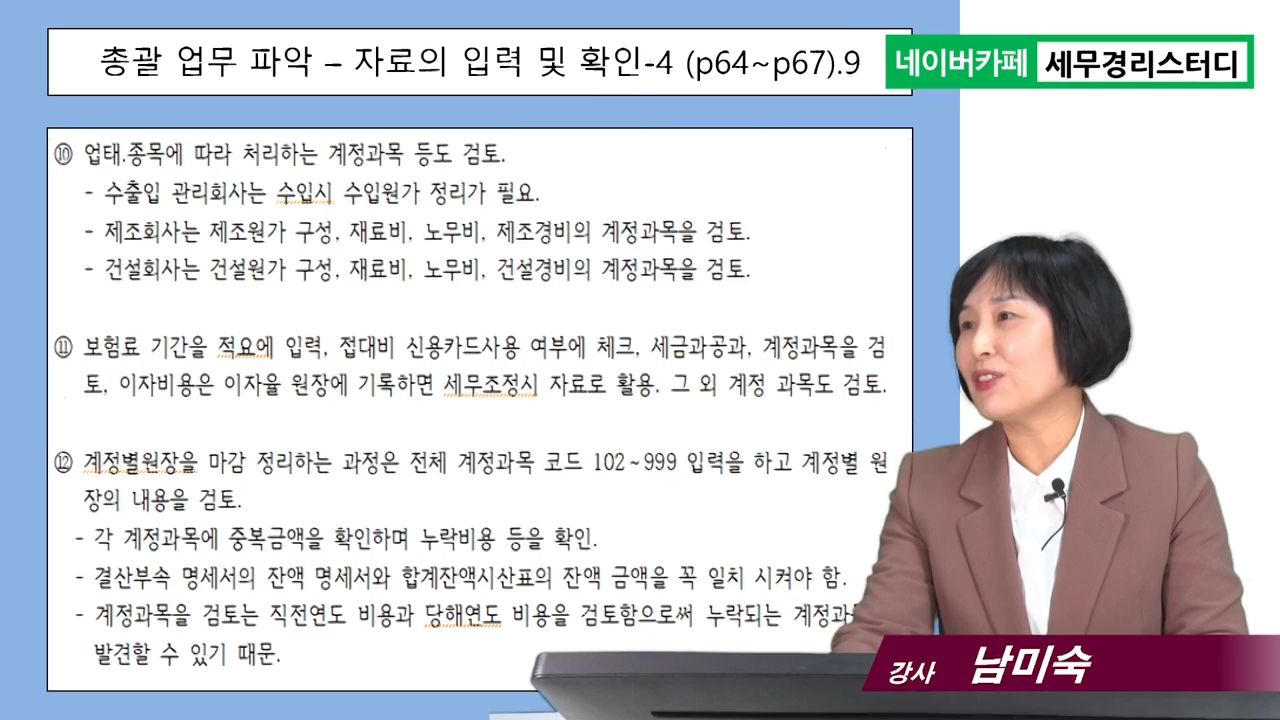 총괄 업무 파악 – 자료의 입력 및 확인-4 (p64~p67).9
네이버카페 세무경리스터디
⑩ 업태.종목에 따라 처리하는 계정과목 등도 검토.
- 수출입 관리회사는 수입시 수입원가 정리가 필요.
- 제조회사는 제조원가 구성, 재료비, 노무비, 제조경비의 계정과목을 검토.
- 건설회사는 건설원가 구성, 재료비, 노무비, 건설경비의 계정과목을 검토.
⑪ 보험료 기간을 적요에 입력, 접대비 신용카드사용 여부에 체크, 세금과공과, 계정과목을 검
토, 이자비용은 이자율 원장에 기록하면 세무조정시 자료로 활용. 그 외 계정 과목도 검토.
⑫ 계정별원장을 마감 정리하는 과정은 전체 계정과목 코드 102~999 입력을 하고 계정별 원
장의 내용을 검토.
- 각 계정과목에 중복금액을 확인하며 누락비용 등을 확인.
- 결산부속 명세서의 잔액 명세서와 합계잔액시산표의 잔액 금액을 꼭 일치 시켜야 함.
- 계정과목을 검토는 직전연도 비용과 당해연도 비용을 검토함으로써 누락되는
발견할 수 있기 때문.
강사 남미숙